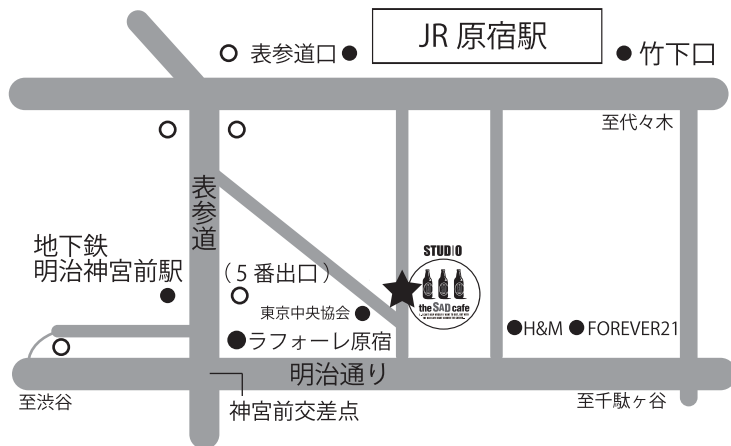 JR 原宿駅
表参道口
竹下口
至代々木
表参道
地下鉄
明治神宮前駅
(5番出口)
STUDIO
the SAD cafe
東京中央協会
ラフォーレ原宿
H&M
FOREVER21
明治通り
至渋谷
神宮前交差点
至千駄ヶ谷